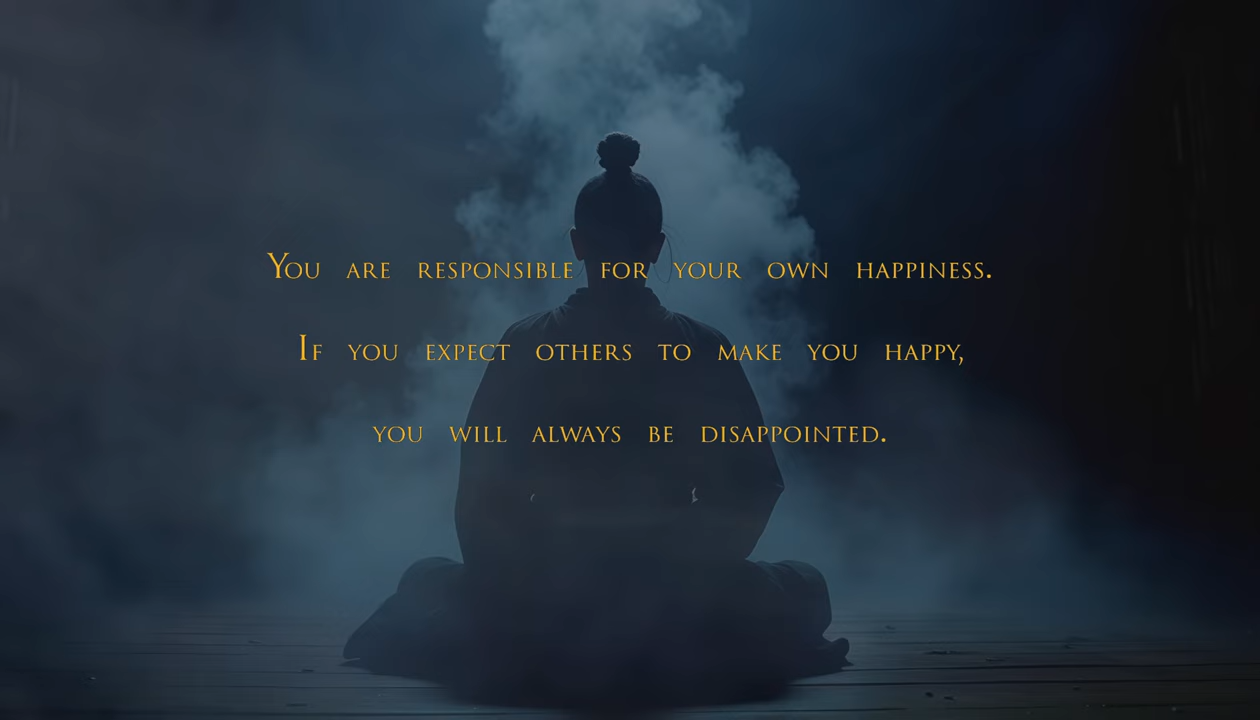 You are responsible for your own happiness.
If you expect others to make you happy,
you will always be disappointed.